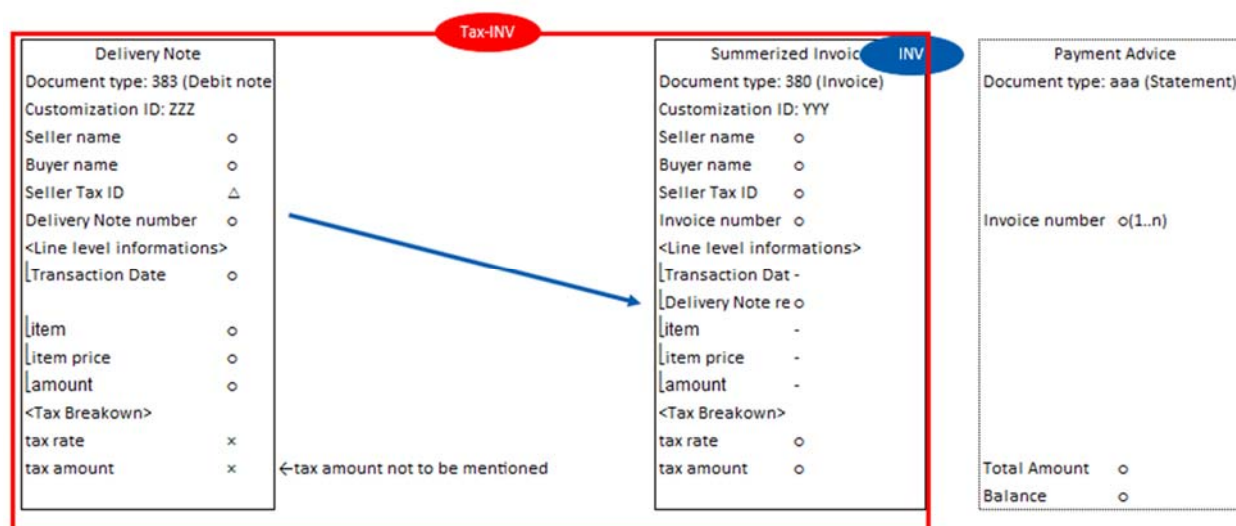 Tax-INV
Delivery Note
Document type: 383 (Debit note
Customization ID: ZZZ
Seller name o
Buyer name o
Seller Tax ID △
Delivery Note number o
<Line level informations>
⌊Transaction Date o
⌊item o
⌊item price o
⌊amount o
<Tax Breakown>
tax rate ×
tax amount × ←tax amount not to be mentioned
Summerized Invoic
INV
Document type: 380 (Invoice)
Customization ID: YYY
Seller name o
Buyer name o
Seller Tax ID o
Invoice number o
<Line level informations>
⌊Transaction Dat -
⌊Delivery Note re o
⌊item -
⌊item price -
⌊amount -
<Tax Breakown>
tax rate o
tax amount o
Payment Advice
Document type: aaa (Statement)
Invoice number o(1..n)
Total Amount o
Balance o